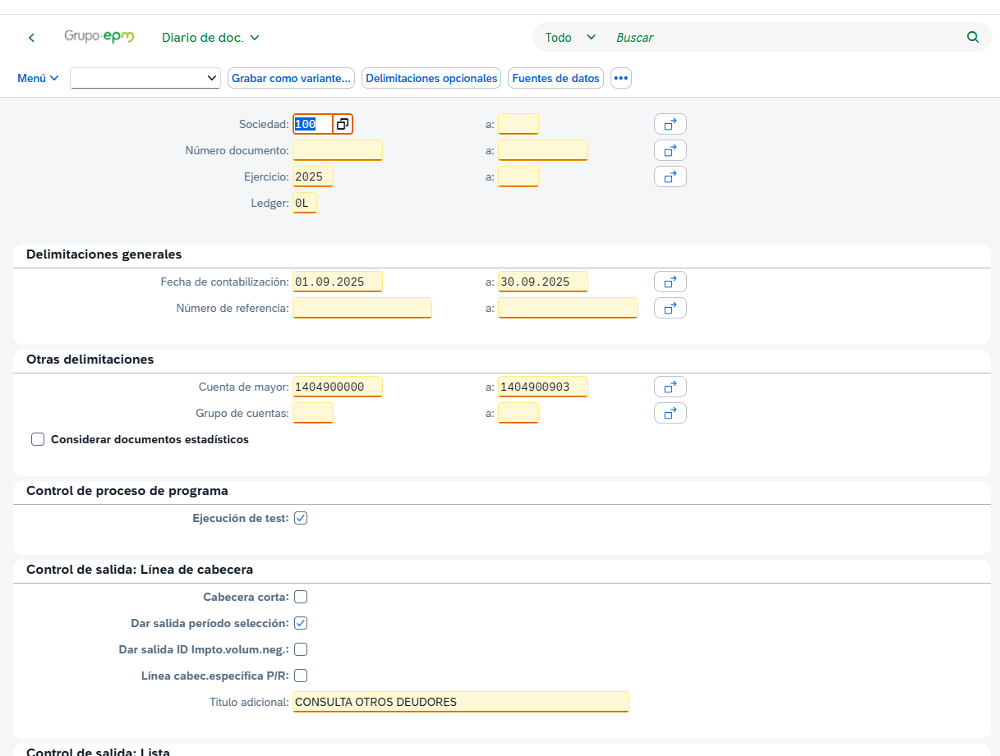 Grupo·epm Diario de doc. Todo Buscar
Menú Grabar como variante... Delimitaciones opcionales Fuentes de datos •••
Sociedad: 100 a:
Número documento: a:
Ejercicio: 2025 a:
Ledger: 0L
Delimitaciones generales
Fecha de contabilización: 01.09.2025 a: 30.09.2025
Número de referencia: a:
Otras delimitaciones
Cuenta de mayor: 1404900000 a: 1404900903
Grupo de cuentas: a:
Considerar documentos estadísticos
Control de proceso de programa
Ejecución de test:
Control de salida: Línea de cabecera
Cabecera corta:
Dar salida período selección:
Dar salida ID Impto.volum.neg.:
Línea cabec.específica P/R:
Título adicional: CONSULTA OTROS DEUDORES
Control de salida: Lista